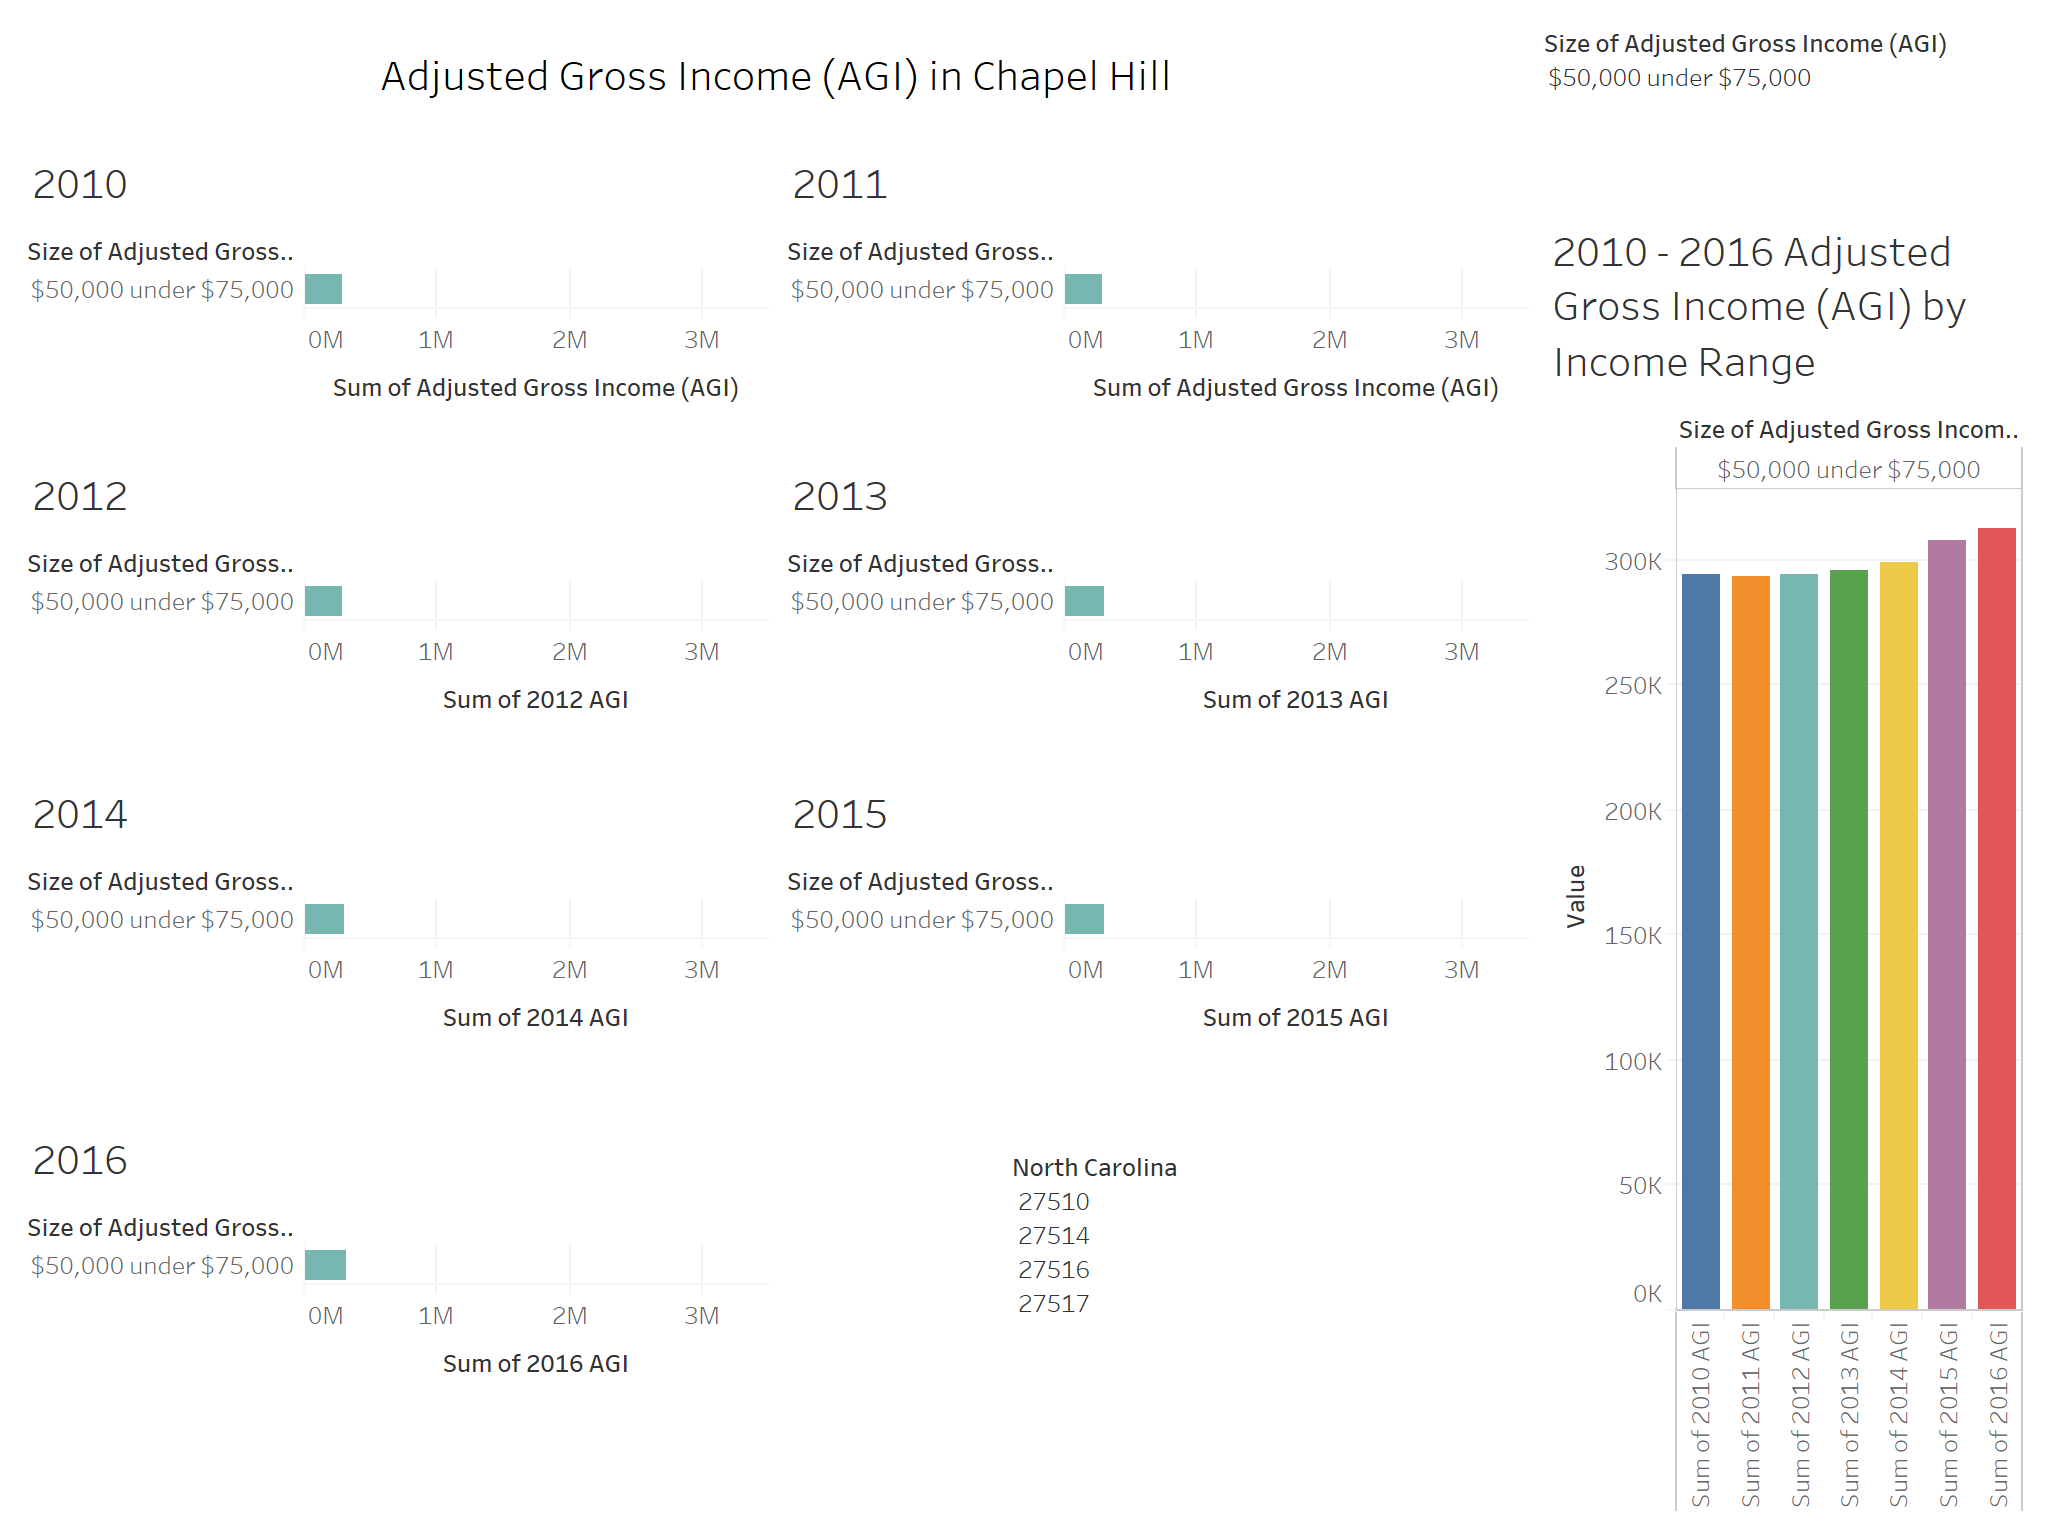 Adjusted Gross Income (AGI) in Chapel Hill
Size of Adjusted Gross Income (AGI)
$50,000 under $75,000
2010
Size of Adjusted Gross..
$50,000 under $75,000
0M 1M 2M 3M
Sum of Adjusted Gross Income (AGI)
2011
Size of Adjusted Gross..
$50,000 under $75,000
0M 1M 2M 3M
Sum of Adjusted Gross Income (AGI)
2012
Size of Adjusted Gross..
$50,000 under $75,000
0M 1M 2M 3M
Sum of 2012 AGI
2013
Size of Adjusted Gross..
$50,000 under $75,000
0M 1M 2M 3M
Sum of 2013 AGI
2014
Size of Adjusted Gross..
$50,000 under $75,000
0M 1M 2M 3M
Sum of 2014 AGI
2015
Size of Adjusted Gross..
$50,000 under $75,000
0M 1M 2M 3M
Sum of 2015 AGI
2016
Size of Adjusted Gross..
$50,000 under $75,000
0M 1M 2M 3M
Sum of 2016 AGI
North Carolina
27510
27514
27516
27517
2010 - 2016 Adjusted
Gross Income (AGI) by
Income Range
Size of Adjusted Gross Incom..
$50,000 under $75,000
300K
250K
200K
150K
100K
50K
0K
Value
Sum of 2010 AGI
Sum of 2011 AGI
Sum of 2012 AGI
Sum of 2013 AGI
Sum of 2014 AGI
Sum of 2015 AGI
Sum of 2016 AGI